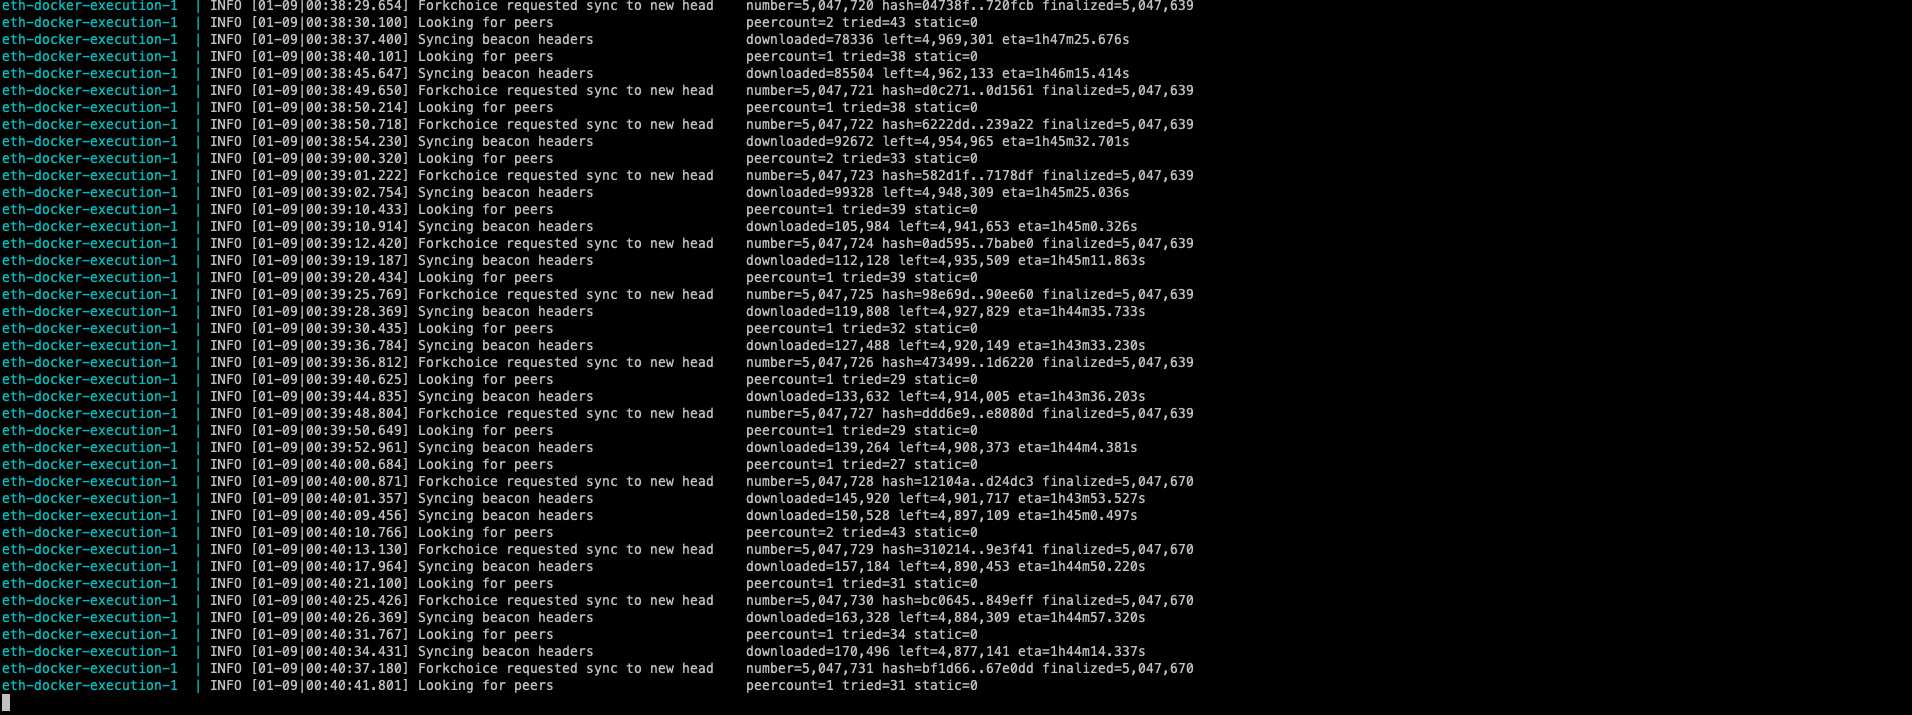 eth-docker-execution-1 | INFO [01-09|00:38:29.654] Forkchoice requested sync to new head number=5,047,720 hash=04738f..720fcb finalized=5,047,639
eth-docker-execution-1 | INFO [01-09|00:38:30.100] Looking for peers peercount=2 tried=43 static=0
eth-docker-execution-1 | INFO [01-09|00:38:37.400] Syncing beacon headers downloaded=78336 left=4,969,301 eta=1h47m25.676s
eth-docker-execution-1 | INFO [01-09|00:38:40.101] Looking for peers peercount=1 tried=38 static=0
eth-docker-execution-1 | INFO [01-09|00:38:45.647] Syncing beacon headers downloaded=85504 left=4,962,133 eta=1h46m15.414s
eth-docker-execution-1 | INFO [01-09|00:38:49.650] Forkchoice requested sync to new head number=5,047,721 hash=d0c271..0d1561 finalized=5,047,639
eth-docker-execution-1 | INFO [01-09|00:38:50.214] Looking for peers peercount=1 tried=38 static=0
eth-docker-execution-1 | INFO [01-09|00:38:50.718] Forkchoice requested sync to new head number=5,047,722 hash=6222dd..239a22 finalized=5,047,639
eth-docker-execution-1 | INFO [01-09|00:38:54.230] Syncing beacon headers downloaded=92672 left=4,954,965 eta=1h45m32.701s
eth-docker-execution-1 | INFO [01-09|00:39:00.320] Looking for peers peercount=2 tried=33 static=0
eth-docker-execution-1 | INFO [01-09|00:39:01.222] Forkchoice requested sync to new head number=5,047,723 hash=582d1f..7178df finalized=5,047,639
eth-docker-execution-1 | INFO [01-09|00:39:02.754] Syncing beacon headers downloaded=99328 left=4,948,309 eta=1h45m25.036s
eth-docker-execution-1 | INFO [01-09|00:39:10.433] Looking for peers peercount=1 tried=39 static=0
eth-docker-execution-1 | INFO [01-09|00:39:10.914] Syncing beacon headers downloaded=105,984 left=4,941,653 eta=1h45m0.326s
eth-docker-execution-1 | INFO [01-09|00:39:12.420] Forkchoice requested sync to new head number=5,047,724 hash=0ad595..7babe0 finalized=5,047,639
eth-docker-execution-1 | INFO [01-09|00:39:19.187] Syncing beacon headers downloaded=112,128 left=4,935,509 eta=1h45m11.863s
eth-docker-execution-1 | INFO [01-09|00:39:20.434] Looking for peers peercount=1 tried=39 static=0
eth-docker-execution-1 | INFO [01-09|00:39:25.769] Forkchoice requested sync to new head number=5,047,725 hash=98e69d..90ee60 finalized=5,047,639
eth-docker-execution-1 | INFO [01-09|00:39:28.369] Syncing beacon headers downloaded=119,808 left=4,927,829 eta=1h44m35.733s
eth-docker-execution-1 | INFO [01-09|00:39:30.435] Looking for peers peercount=1 tried=32 static=0
eth-docker-execution-1 | INFO [01-09|00:39:36.784] Syncing beacon headers downloaded=127,488 left=4,920,149 eta=1h43m33.230s
eth-docker-execution-1 | INFO [01-09|00:39:36.812] Forkchoice requested sync to new head number=5,047,726 hash=473499..1d6220 finalized=5,047,639
eth-docker-execution-1 | INFO [01-09|00:39:40.625] Looking for peers peercount=1 tried=29 static=0
eth-docker-execution-1 | INFO [01-09|00:39:44.835] Syncing beacon headers downloaded=133,632 left=4,914,005 eta=1h43m36.203s
eth-docker-execution-1 | INFO [01-09|00:39:48.804] Forkchoice requested sync to new head number=5,047,727 hash=ddd6e9..e8080d finalized=5,047,639
eth-docker-execution-1 | INFO [01-09|00:39:50.649] Looking for peers peercount=1 tried=29 static=0
eth-docker-execution-1 | INFO [01-09|00:39:52.961] Syncing beacon headers downloaded=139,264 left=4,908,373 eta=1h44m4.381s
eth-docker-execution-1 | INFO [01-09|00:40:00.684] Looking for peers peercount=1 tried=27 static=0
eth-docker-execution-1 | INFO [01-09|00:40:00.871] Forkchoice requested sync to new head number=5,047,728 hash=12104a..d24dc3 finalized=5,047,670
eth-docker-execution-1 | INFO [01-09|00:40:01.357] Syncing beacon headers downloaded=145,920 left=4,901,717 eta=1h43m53.527s
eth-docker-execution-1 | INFO [01-09|00:40:09.456] Syncing beacon headers downloaded=150,528 left=4,897,109 eta=1h45m0.497s
eth-docker-execution-1 | INFO [01-09|00:40:10.766] Looking for peers peercount=2 tried=43 static=0
eth-docker-execution-1 | INFO [01-09|00:40:13.130] Forkchoice requested sync to new head number=5,047,729 hash=310214..9e3f41 finalized=5,047,670
eth-docker-execution-1 | INFO [01-09|00:40:17.964] Syncing beacon headers downloaded=157,184 left=4,890,453 eta=1h44m50.220s
eth-docker-execution-1 | INFO [01-09|00:40:21.100] Looking for peers peercount=1 tried=31 static=0
eth-docker-execution-1 | INFO [01-09|00:40:25.426] Forkchoice requested sync to new head number=5,047,730 hash=bc0645..849eff finalized=5,047,670
eth-docker-execution-1 | INFO [01-09|00:40:26.369] Syncing beacon headers downloaded=163,328 left=4,884,309 eta=1h44m57.320s
eth-docker-execution-1 | INFO [01-09|00:40:31.767] Looking for peers peercount=1 tried=34 static=0
eth-docker-execution-1 | INFO [01-09|00:40:34.431] Syncing beacon headers downloaded=170,496 left=4,877,141 eta=1h44m14.337s
eth-docker-execution-1 | INFO [01-09|00:40:37.180] Forkchoice requested sync to new head number=5,047,731 hash=bf1d66..67e0dd finalized=5,047,670
eth-docker-execution-1 | INFO [01-09|00:40:41.801] Looking for peers peercount=1 tried=31 static=0